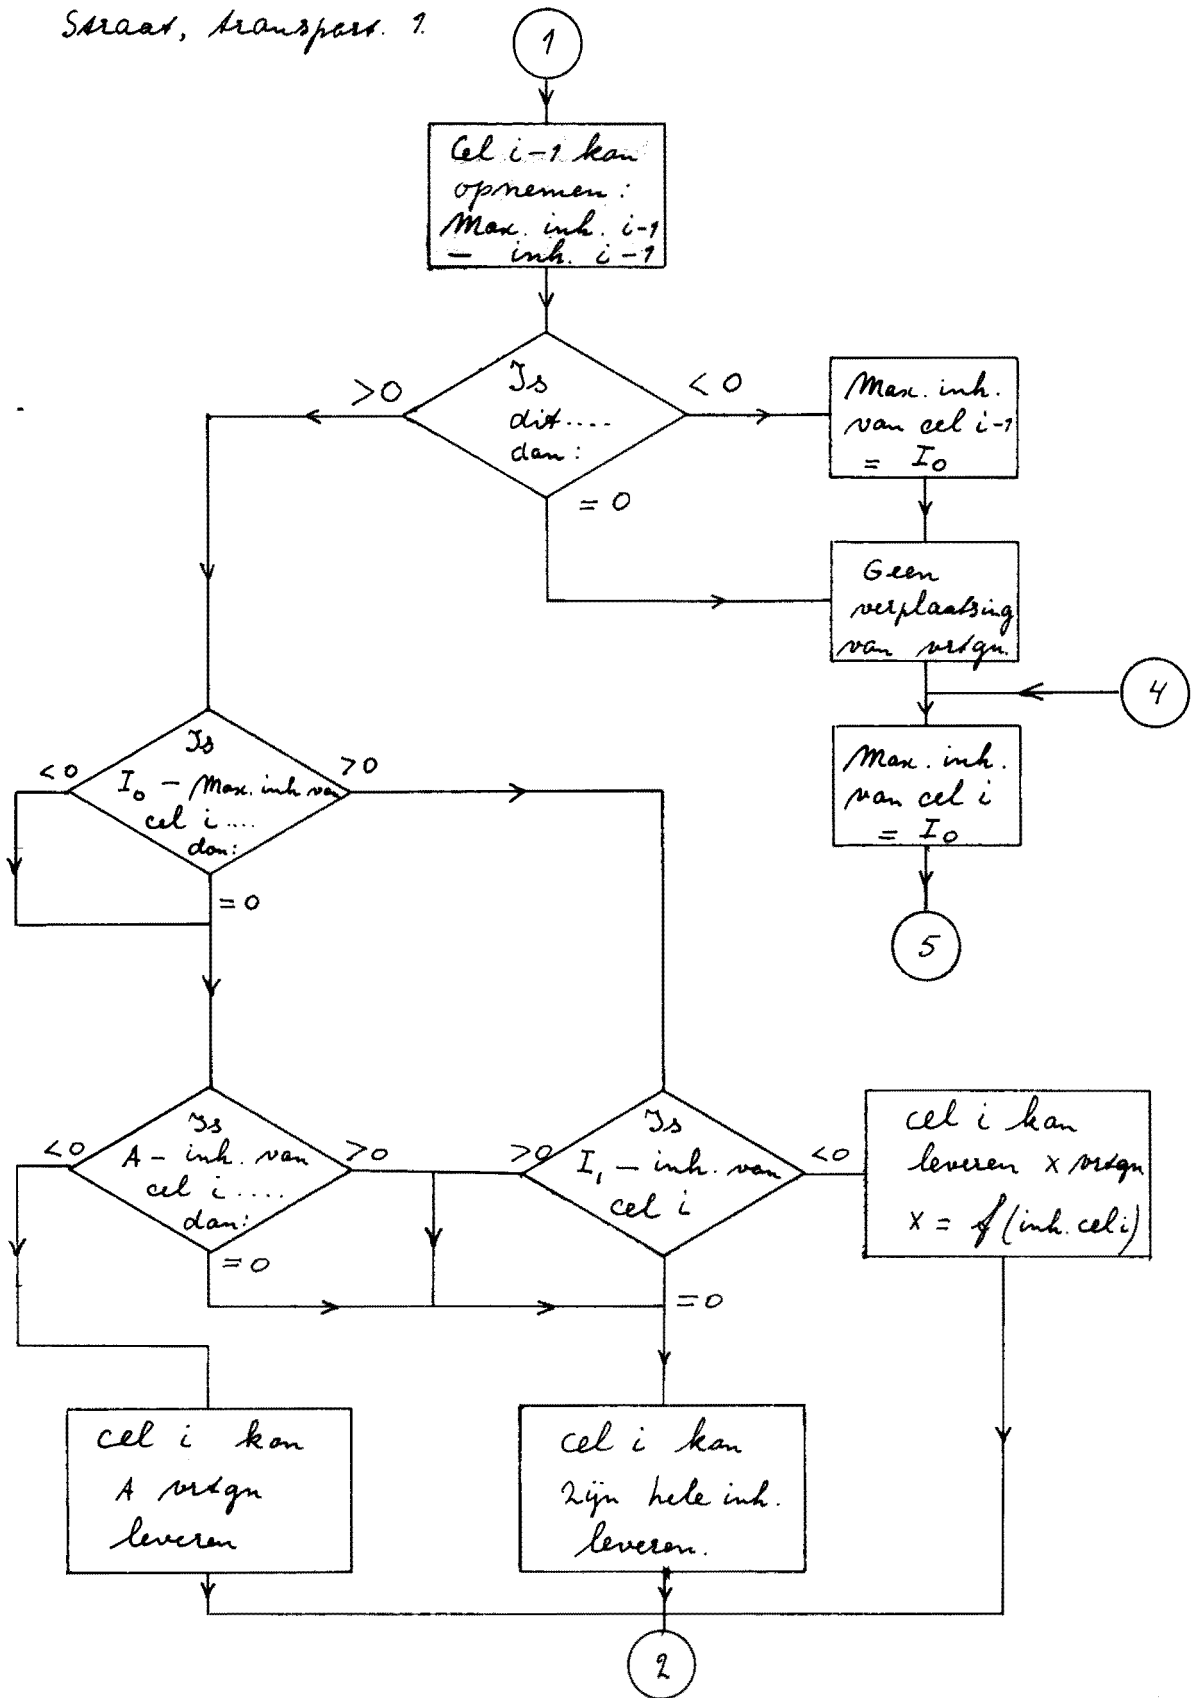 Straat, transport. 1.
1
Cel i-1 kan
opnemen:
Max. inh. i-1
- inh. i-1
Is
dit....
dan:
>0
<0
=0
Max. inh.
van cel i-1
= I0
Geen
verplaatsing
van vrtgn.
4
Max. inh.
van cel i
= I0
5
Is
I0 - Max. inh van
cel i....
dan:
<0
>0
=0
Is
A - inh. van
cel i....
dan:
<0
>0
=0
Is
I1 - inh. van
cel i
>0
<0
=0
cel i kan
leveren x vrtgn
x = f(inh. cel i)
cel i kan
A vrtgn
leveren
cel i kan
zijn hele inh.
leveren.
2